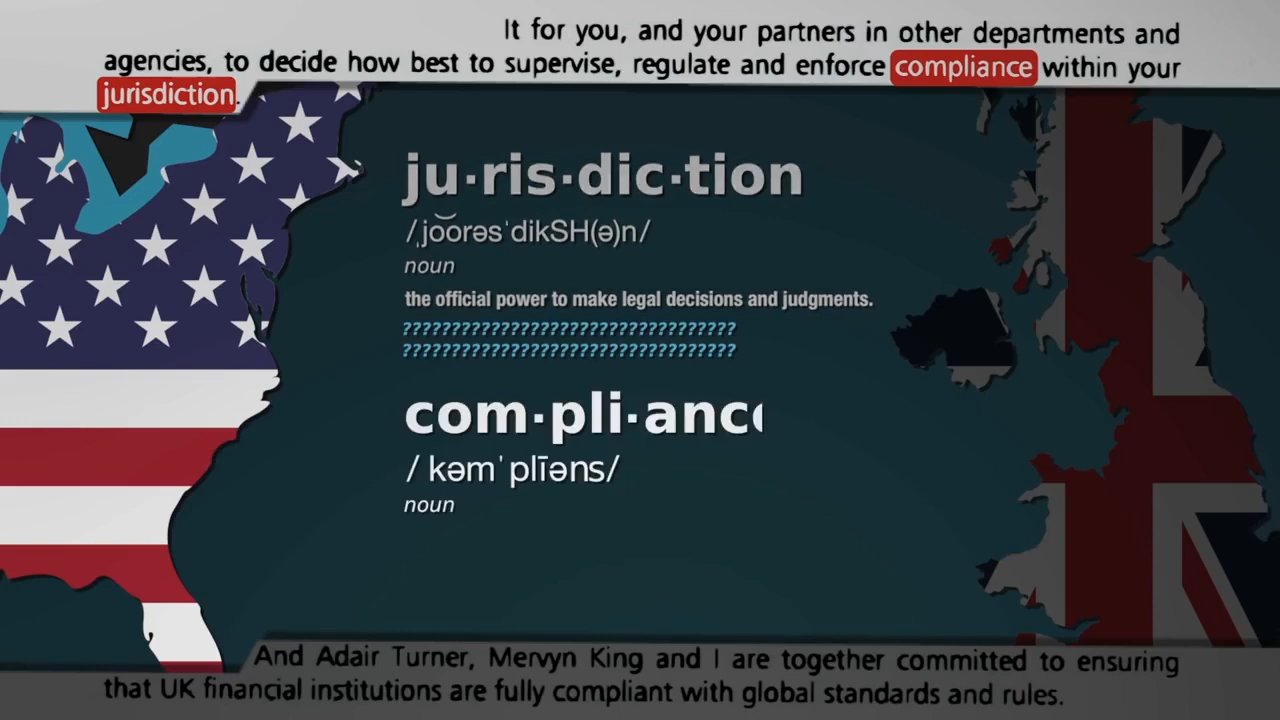 It for you, and your partners in other departments and
agencies, to decide how best to supervise, regulate and enforce compliance within your
jurisdiction.
ju·ris·dic·tion
/ˌjo͝orəsˈdikSH(ə)n/
noun
the official power to make legal decisions and judgments.
??????????????????????????????????
??????????????????????????????????
com·pli·anc
/ kəmˈplīəns/
noun
And Adair Turner, Mervyn King and I are together committed to ensuring
that UK financial institutions are fully compliant with global standards and rules.